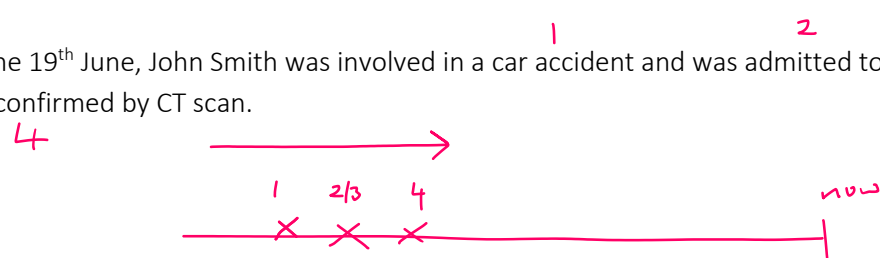 1 2
ne 19th June, John Smith was involved in a car accident and was admitted to
confirmed by CT scan.
4
1 2/3 4 now